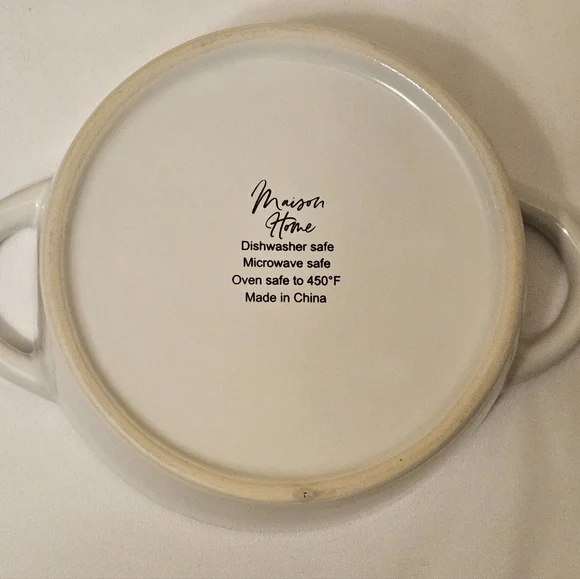 Maison
Home
Dishwasher safe
Microwave safe
Oven safe to 450°F
Made in China